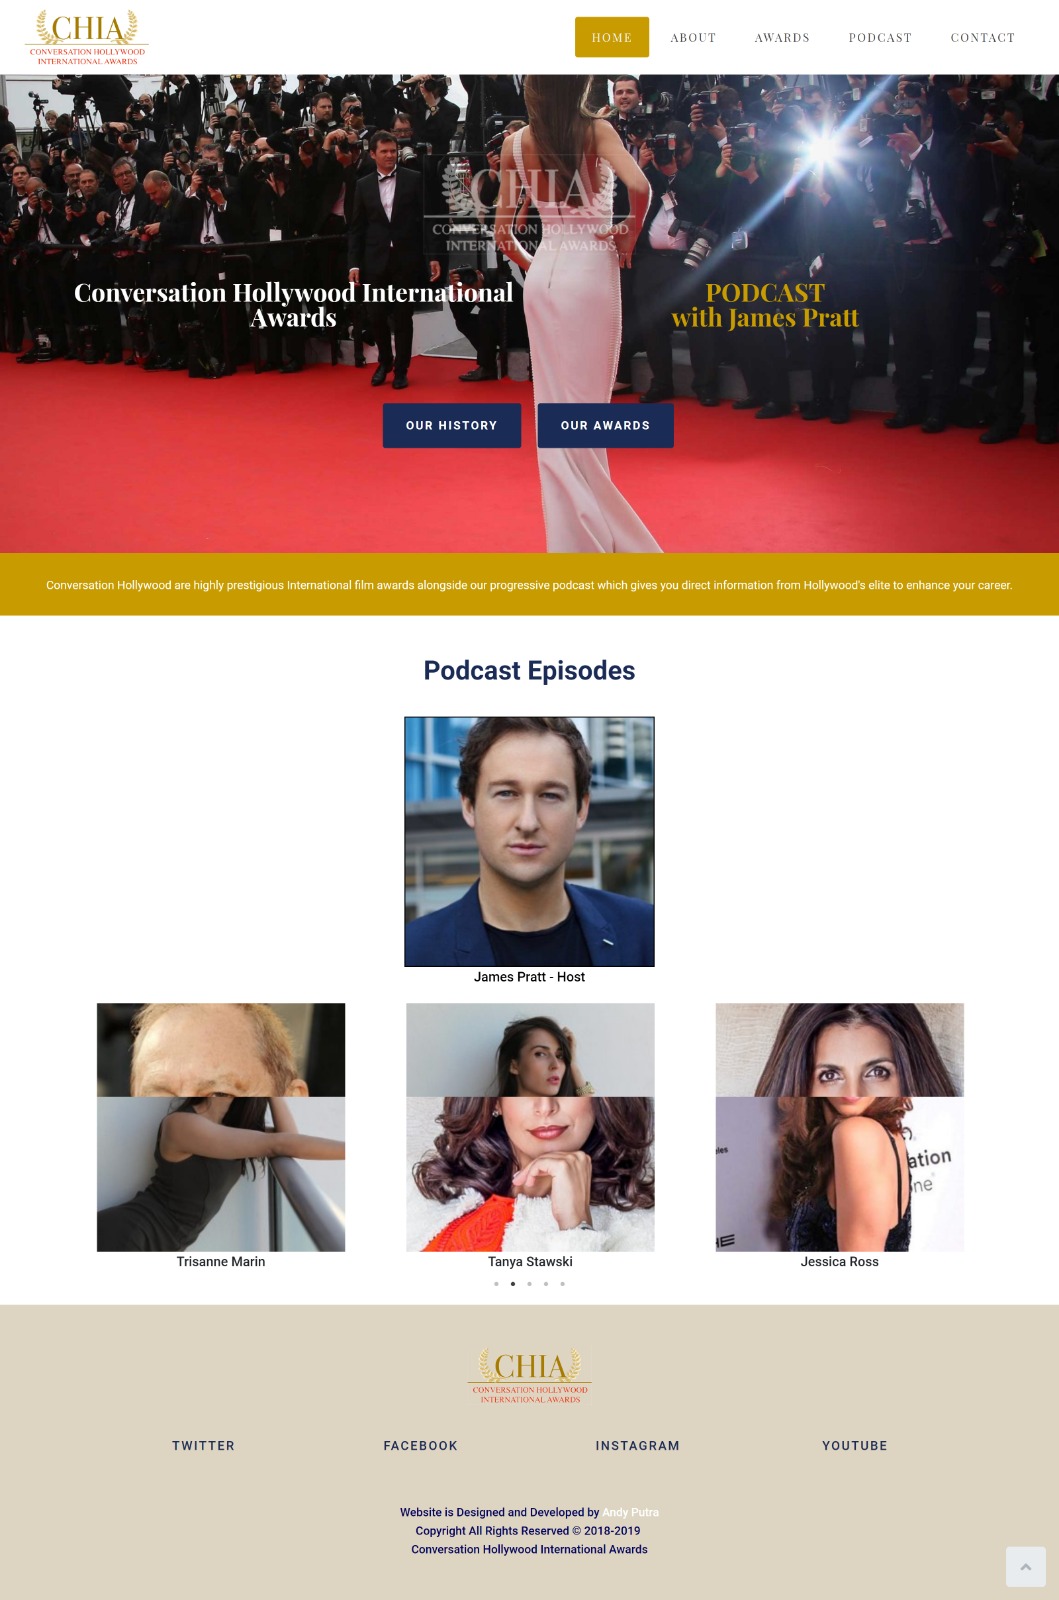 CHIA
CONVERSATION HOLLYWOOD
INTERNATIONAL AWARDS
HOME
ABOUT
AWARDS
PODCAST
CONTACT
CHIA
CONVERSATION HOLLYWOOD
INTERNATIONAL AWARDS
Conversation Hollywood International
Awards
PODCAST
with James Pratt
OUR HISTORY
OUR AWARDS
Conversation Hollywood are highly prestigious International film awards alongside our progressive podcast which gives you direct information from Hollywood's elite to enhance your career.
Podcast Episodes
James Pratt - Host
Trisanne Marin
Tanya Stawski
Jessica Ross
CHIA
CONVERSATION HOLLYWOOD
INTERNATIONAL AWARDS
TWITTER
FACEBOOK
INSTAGRAM
YOUTUBE
Website is Designed and Developed by Andy Putra
Copyright All Rights Reserved © 2018-2019
Conversation Hollywood International Awards